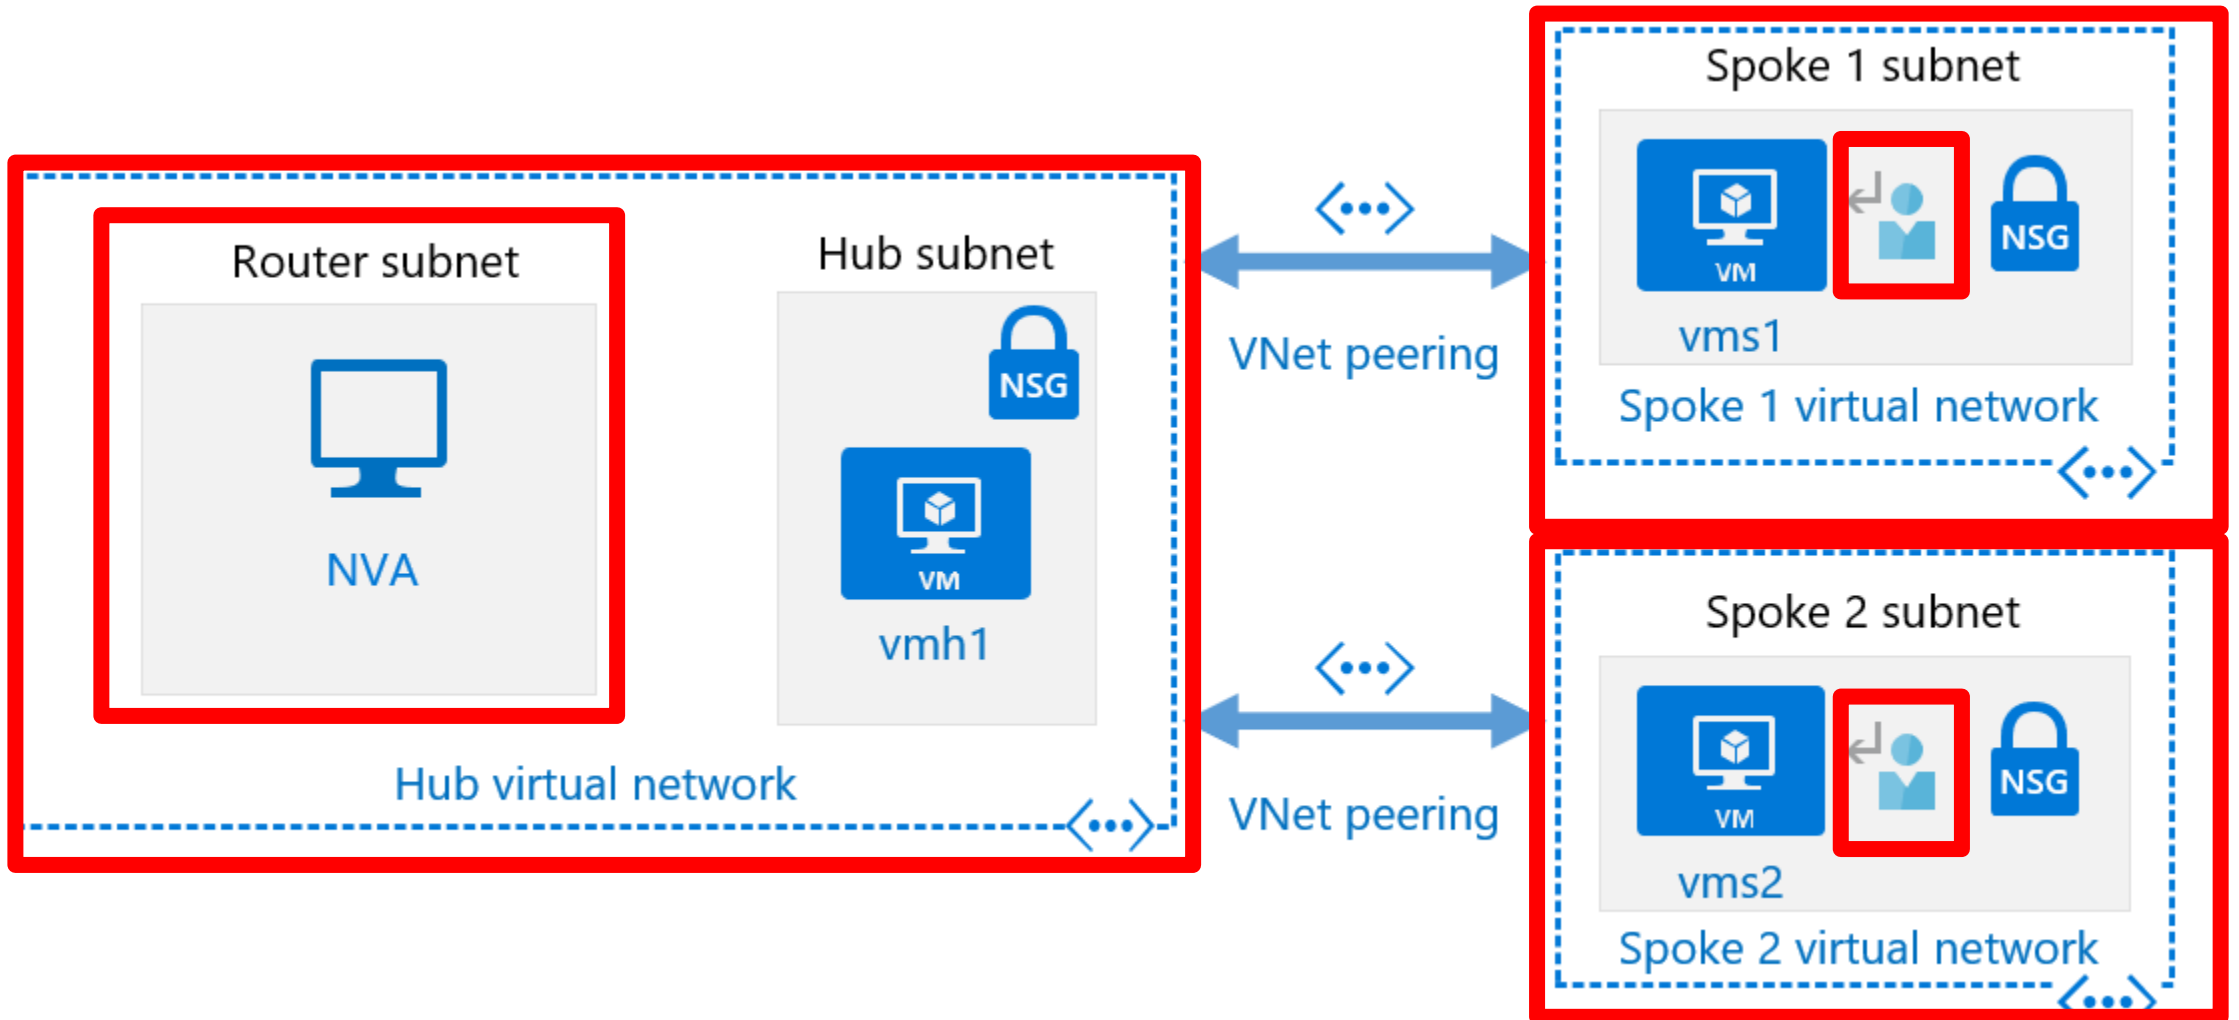 Router subnet
NVA
Hub subnet
NSG
VM
vmh1
Hub virtual network
VNet peering
VNet peering
Spoke 1 subnet
VM
NSG
vms1
Spoke 1 virtual network
Spoke 2 subnet
VM
NSG
vms2
Spoke 2 virtual network